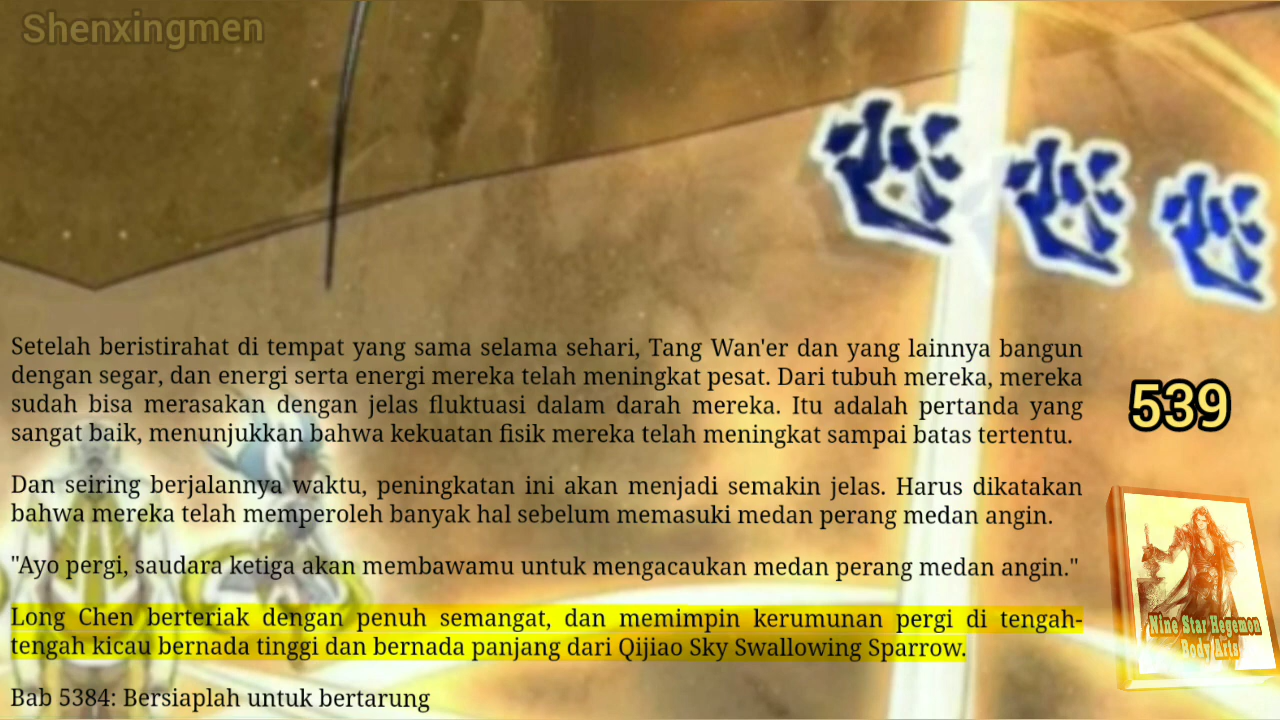 Shenxingmen
Setelah beristirahat di tempat yang sama selama sehari, Tang Wan'er dan yang lainnya bangun
dengan segar, dan energi serta energi mereka telah meningkat pesat. Dari tubuh mereka, mereka
sudah bisa merasakan dengan jelas fluktuasi dalam darah mereka. Itu adalah pertanda yang
sangat baik, menunjukkan bahwa kekuatan fisik mereka telah meningkat sampai batas tertentu.
Dan seiring berjalannya waktu, peningkatan ini akan menjadi semakin jelas. Harus dikatakan
bahwa mereka telah memperoleh banyak hal sebelum memasuki medan perang medan angin.
"Ayo pergi, saudara ketiga akan membawamu untuk mengacaukan medan perang medan angin."
Long Chen berteriak dengan penuh semangat, dan memimpin kerumunan pergi di tengah-
tengah kicau bernada tinggi dan bernada panjang dari Qijiao Sky Swallowing Sparrow.
Bab 5384: Bersiaplah untuk bertarung
539
Nine Star Hegemon
Body Arts